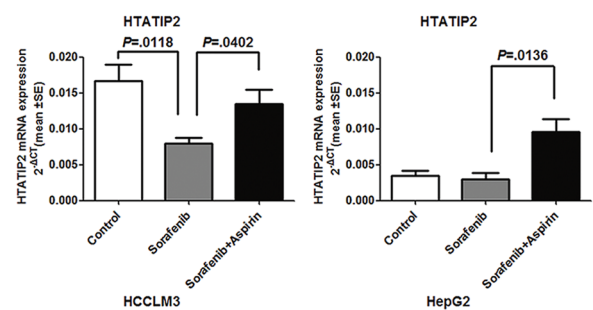 HTATIP2
P=.0118
P=.0402
HTATIP2 mRNA expression
2-ΔCT(mean ±SE)
0.020
0.015
0.010
0.005
0.000
Control
Sorafenib
Sorafenib+Aspirin
HCCLM3
HTATIP2
P=.0136
HTATIP2 mRNA expression
2-ΔCT(mean ±SE)
0.020
0.015
0.010
0.005
0.000
Control
Sorafenib
Sorafenib+Aspirin
HepG2